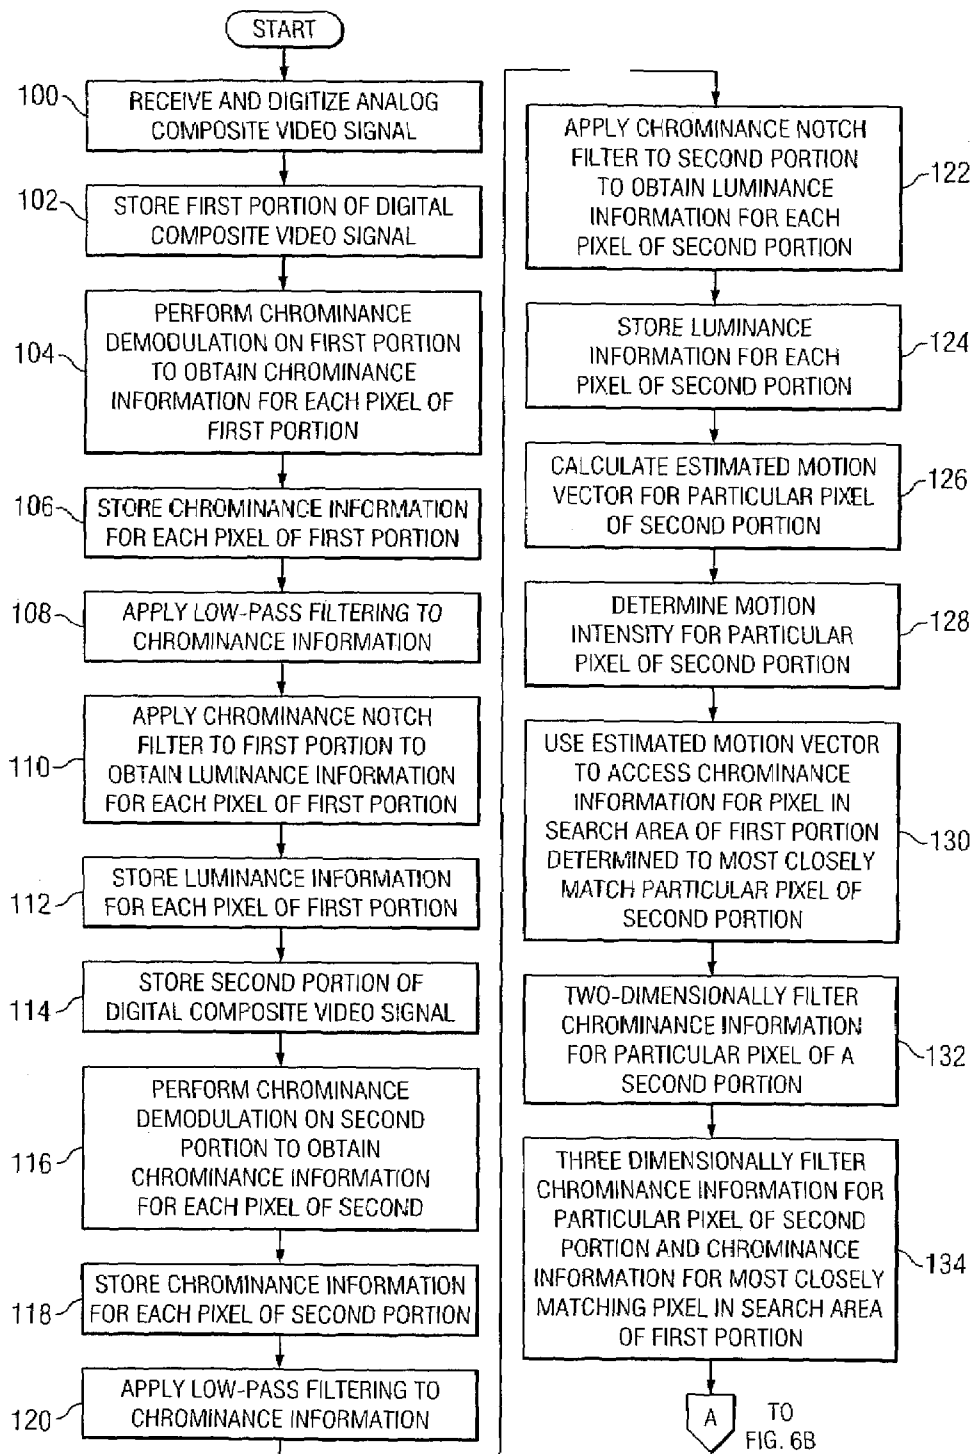 START
100
RECEIVE AND DIGITIZE ANALOG
COMPOSITE VIDEO SIGNAL
102
STORE FIRST PORTION OF DIGITAL
COMPOSITE VIDEO SIGNAL
104
PERFORM CHROMINANCE
DEMODULATION ON FIRST PORTION
TO OBTAIN CHROMINANCE
INFORMATION FOR EACH PIXEL OF
FIRST PORTION
106
STORE CHROMINANCE INFORMATION
FOR EACH PIXEL OF FIRST PORTION
108
APPLY LOW-PASS FILTERING TO
CHROMINANCE INFORMATION
110
APPLY CHROMINANCE NOTCH
FILTER TO FIRST PORTION TO
OBTAIN LUMINANCE INFORMATION
FOR EACH PIXEL OF FIRST PORTION
112
STORE LUMINANCE INFORMATION
FOR EACH PIXEL OF FIRST PORTION
114
STORE SECOND PORTION OF
DIGITAL COMPOSITE VIDEO SIGNAL
116
PERFORM CHROMINANCE
DEMODULATION ON SECOND
PORTION TO OBTAIN
CHROMINANCE INFORMATION
FOR EACH PIXEL OF SECOND
118
STORE CHROMINANCE INFORMATION
FOR EACH PIXEL OF SECOND PORTION
120
APPLY LOW-PASS FILTERING TO
CHROMINANCE INFORMATION
APPLY CHROMINANCE NOTCH
FILTER TO SECOND PORTION
TO OBTAIN LUMINANCE
INFORMATION FOR EACH
PIXEL OF SECOND PORTION
122
STORE LUMINANCE
INFORMATION FOR EACH
PIXEL OF SECOND PORTION
124
CALCULATE ESTIMATED MOTION
VECTOR FOR PARTICULAR PIXEL
OF SECOND PORTION
126
DETERMINE MOTION
INTENSITY FOR PARTICULAR
PIXEL OF SECOND PORTION
128
USE ESTIMATED MOTION VECTOR
TO ACCESS CHROMINANCE
INFORMATION FOR PIXEL IN
SEARCH AREA OF FIRST PORTION
DETERMINED TO MOST CLOSELY
MATCH PARTICULAR PIXEL OF
SECOND PORTION
130
TWO-DIMENSIONALLY FILTER
CHROMINANCE INFORMATION
FOR PARTICULAR PIXEL OF A
SECOND PORTION
132
THREE DIMENSIONALLY FILTER
CHROMINANCE INFORMATION FOR
PARTICULAR PIXEL OF SECOND
PORTION AND CHROMINANCE
INFORMATION FOR MOST CLOSELY
MATCHING PIXEL IN SEARCH AREA
OF FIRST PORTION
134
A
TO
FIG. 6B